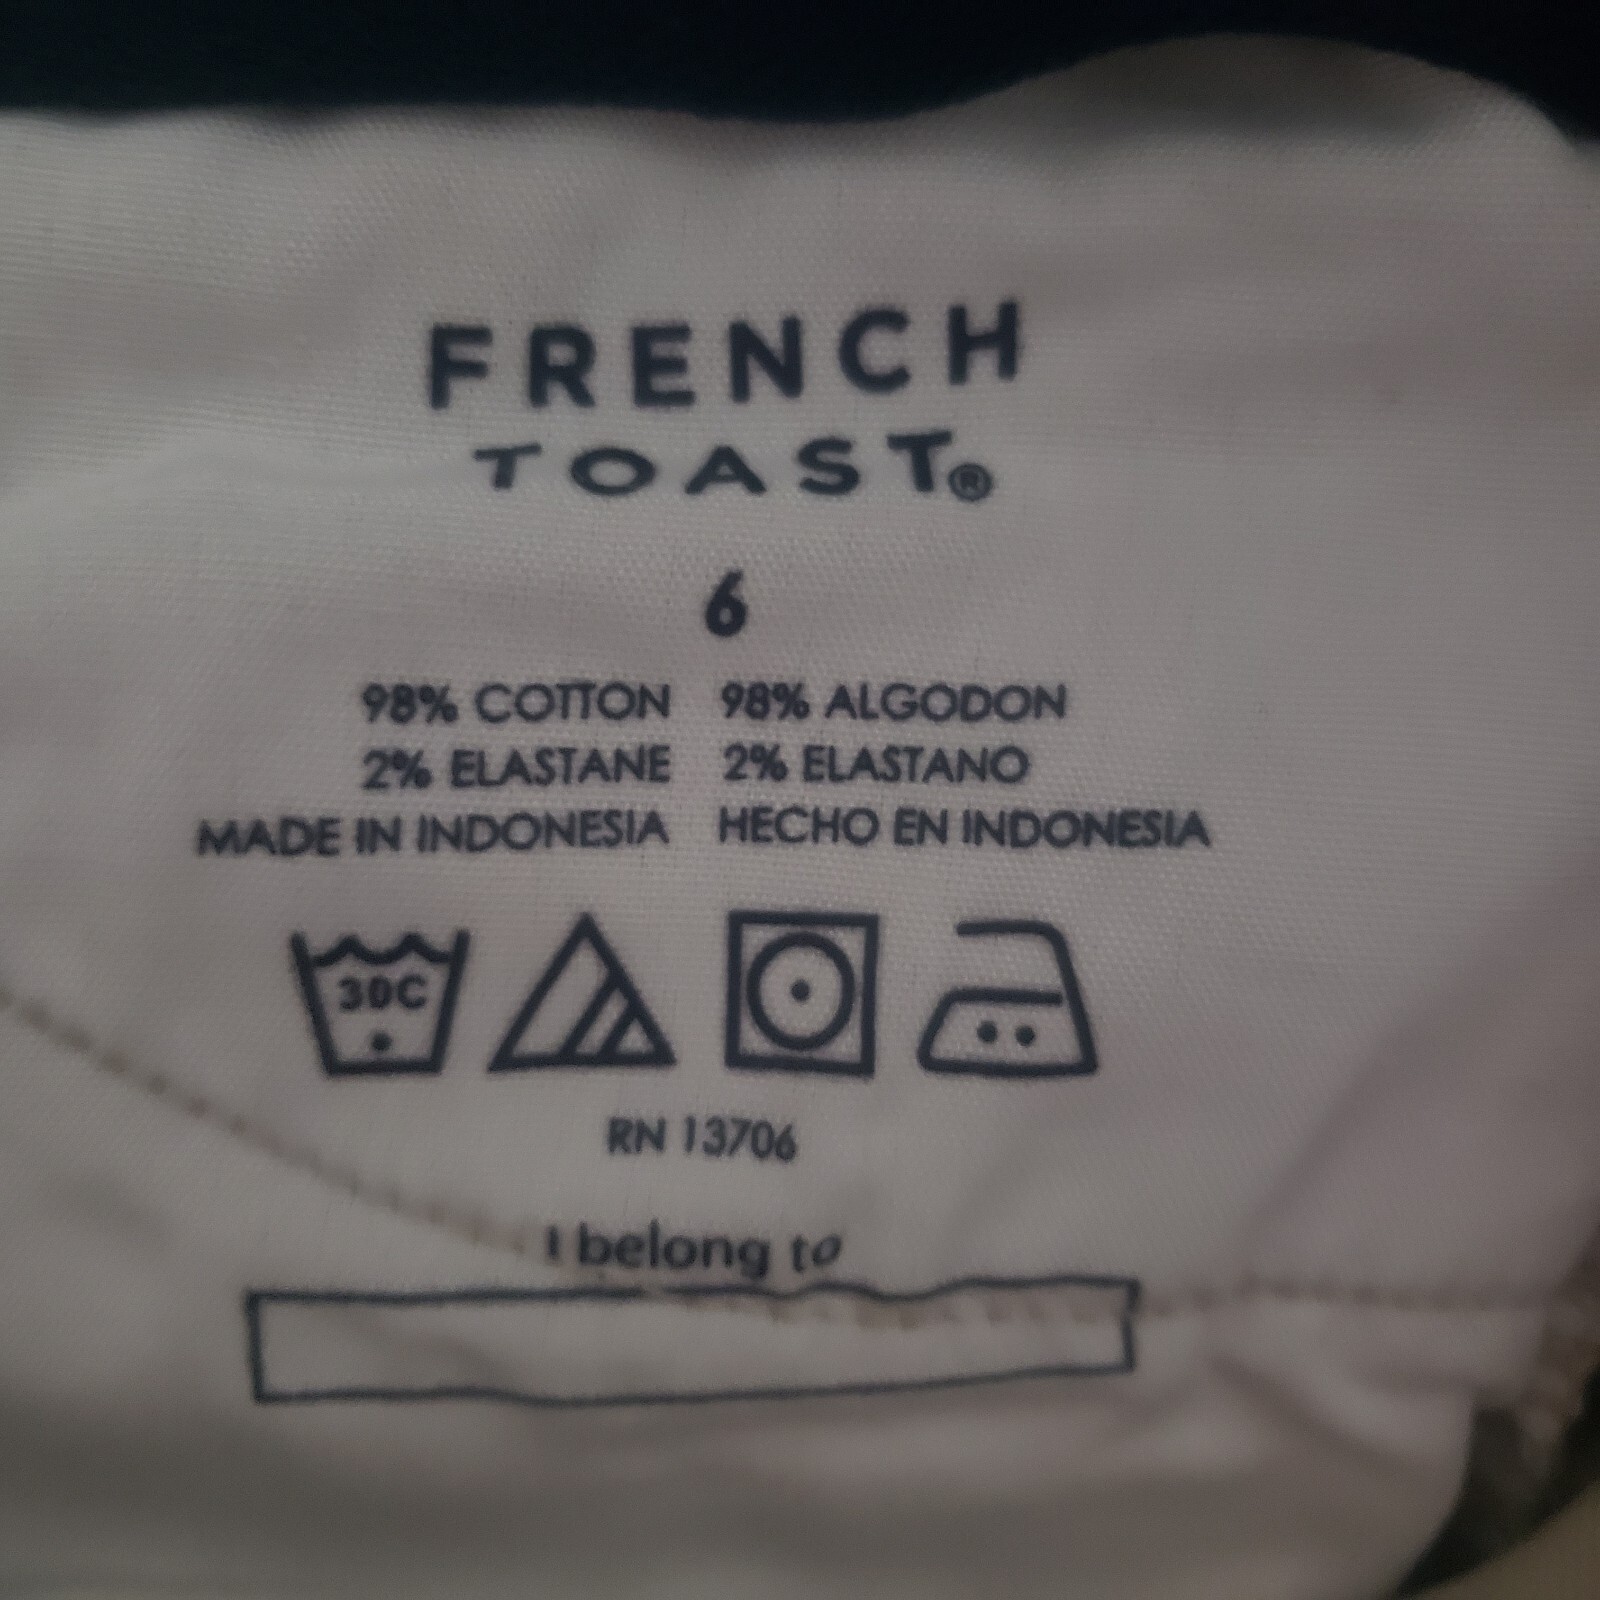 FRENCH
TOAST®
6
98% COTTON 98% ALGODON
2% ELASTANE 2% ELASTANO
MADE IN INDONESIA HECHO EN INDONESIA
30C
RN 13706
I belong to